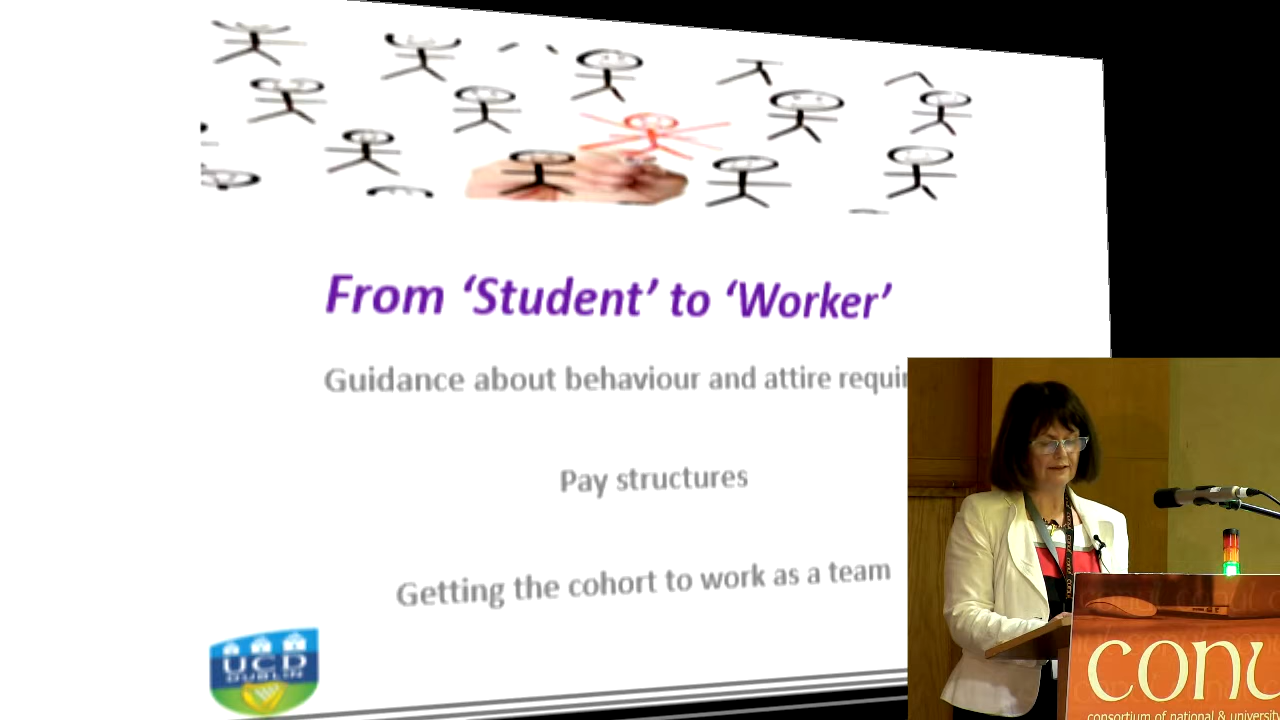 From ‘Student’ to ‘Worker’
Guidance about behaviour and attire
Pay structures
Getting the cohort to work as a team
UCD
DUBLIN
conu
consortium of national &